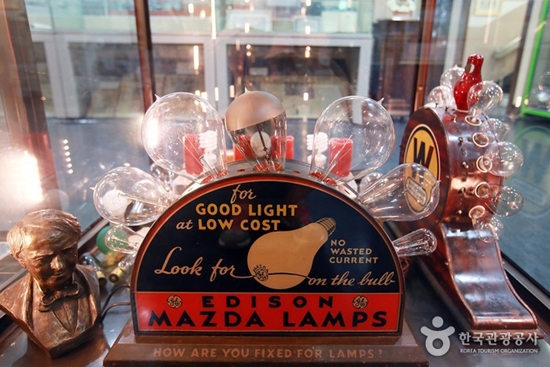 for
GOOD LIGHT
at LOW COST
NO
WASTED
CURRENT
Look for
on the bulb
EDISON
MAZDA LAMPS
HOW ARE YOU FIXED FOR LAMPS?
W
한국관광공사
KOREA TOURISM ORGANIZATION